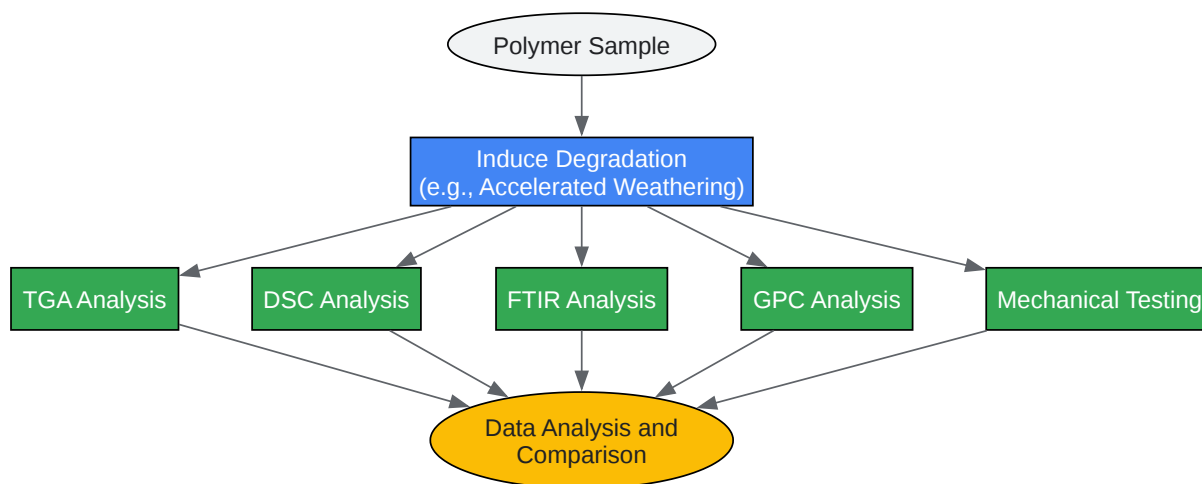 Polymer Sample
Induce Degradation
(e.g., Accelerated Weathering)
TGA Analysis
DSC Analysis
FTIR Analysis
GPC Analysis
Mechanical Testing
Data Analysis and
Comparison